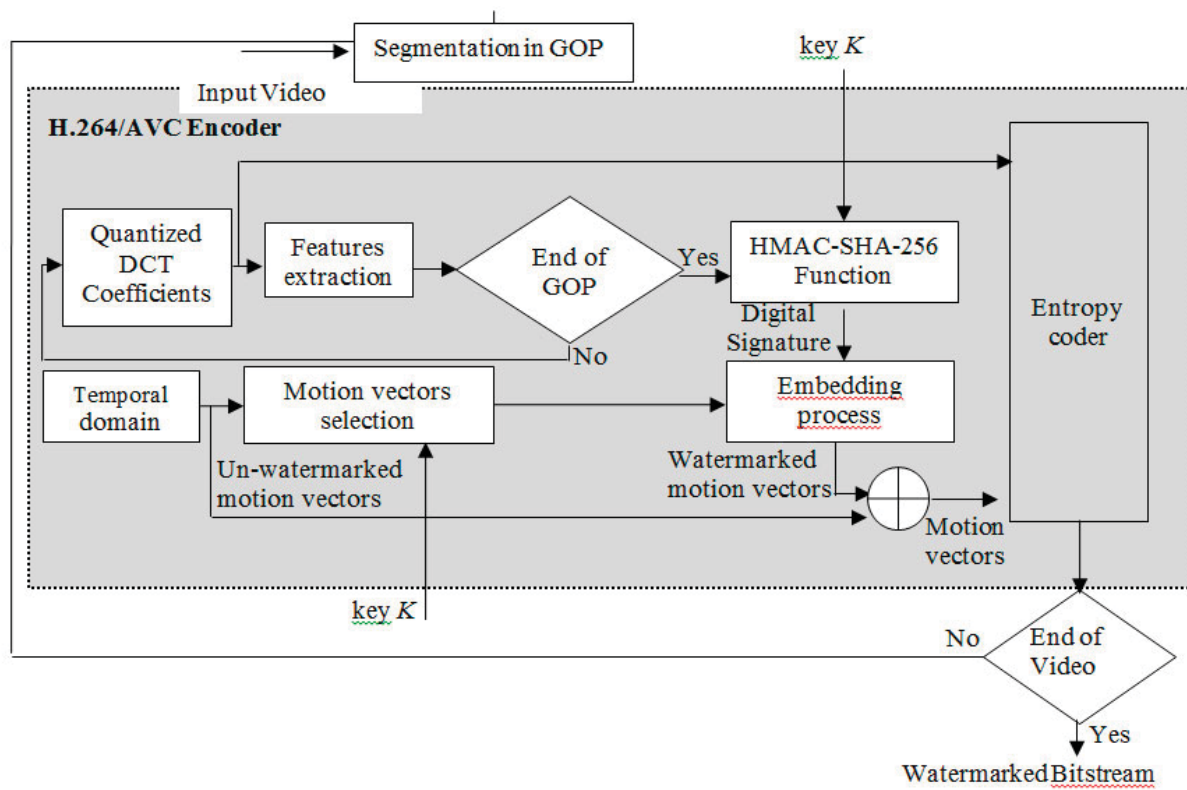 Segmentation in GOP
key K
Input Video
H.264/AVC Encoder
Quantized
DCT
Coefficients
Features
extraction
End of
GOP
Yes
HMAC-SHA-256
Function
Entropy
coder
Digital
Signature
No
Temporal
domain
Motion vectors
selection
Embedding
process
Un-watermarked
motion vectors
Watermarked
motion vectors
Motion
vectors
key K
No
End of
Video
Yes
Watermarked Bitstream